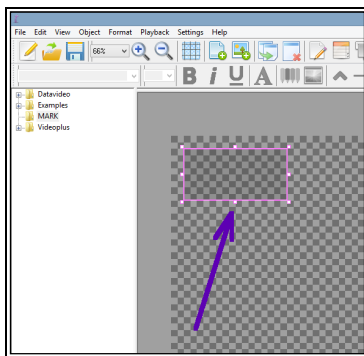 File Edit View Object Format Playback Settings Help
66%
B i U A
Datavideo
Examples
MARK
Videoplus